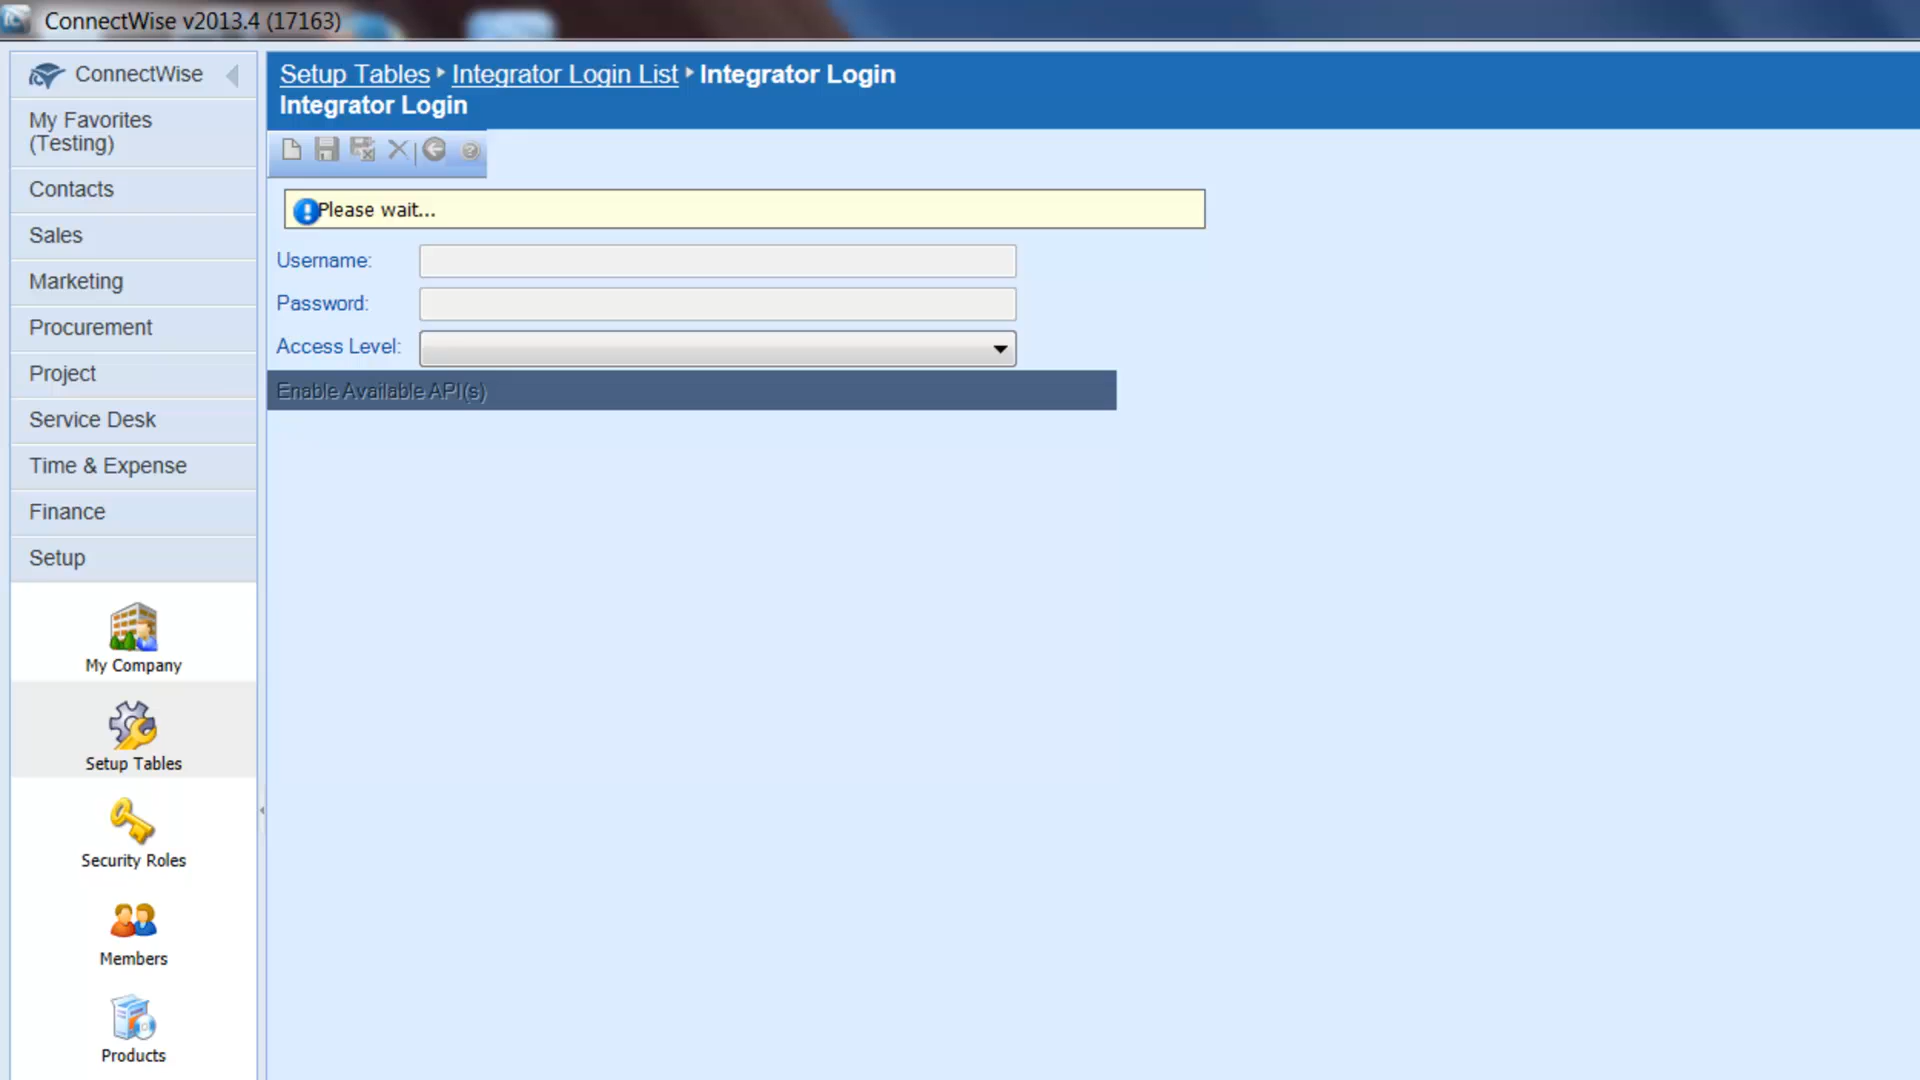 ConnectWise v2013.4 (17163)
ConnectWise
My Favorites
(Testing)
Contacts
Sales
Marketing
Procurement
Project
Service Desk
Time & Expense
Finance
Setup
My Company
Setup Tables
Security Roles
Members
Products
Setup Tables Integrator Login List Integrator Login
Integrator Login
Please wait...
Username:
Password:
Access Level:
Enable Available API(s)